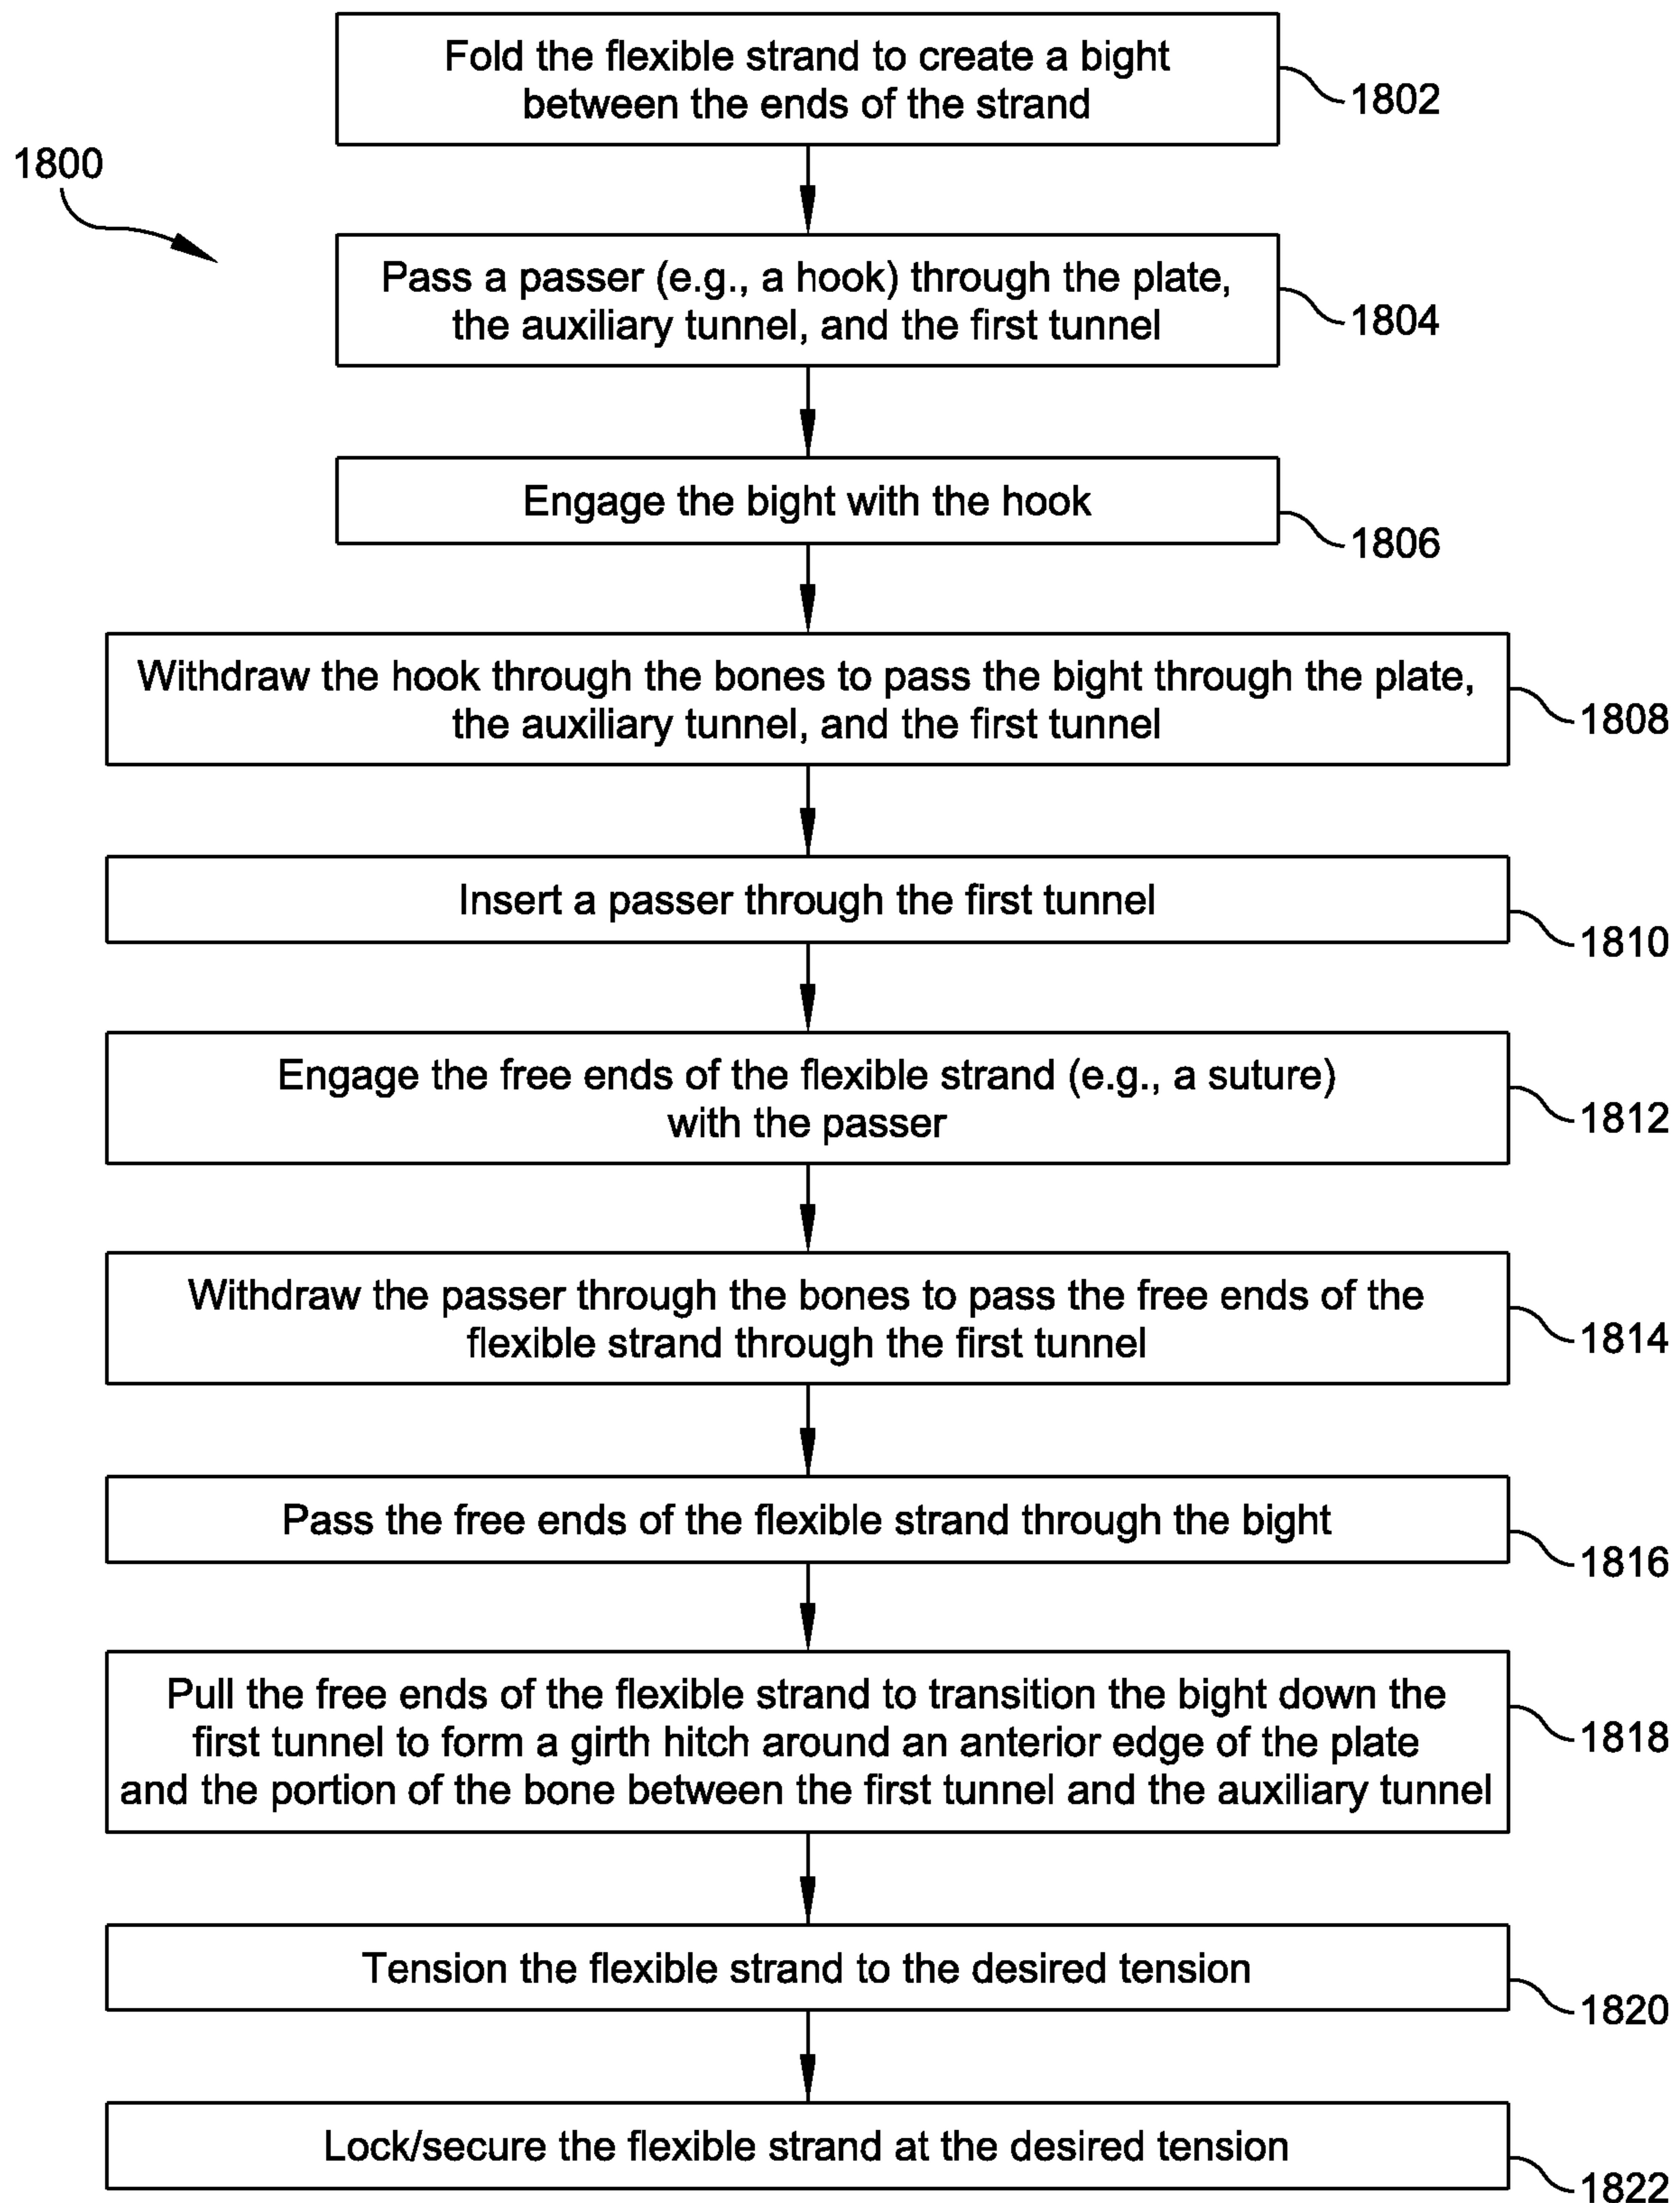 Fold the flexible strand to create a bight
between the ends of the strand
1802
1800
Pass a passer (e.g., a hook) through the plate,
the auxiliary tunnel, and the first tunnel
1804
Engage the bight with the hook
1806
Withdraw the hook through the bones to pass the bight through the plate,
the auxiliary tunnel, and the first tunnel
1808
Insert a passer through the first tunnel
1810
Engage the free ends of the flexible strand (e.g., a suture)
with the passer
1812
Withdraw the passer through the bones to pass the free ends of the
flexible strand through the first tunnel
1814
Pass the free ends of the flexible strand through the bight
1816
Pull the free ends of the flexible strand to transition the bight down the
first tunnel to form a girth hitch around an anterior edge of the plate
and the portion of the bone between the first tunnel and the auxiliary tunnel
1818
Tension the flexible strand to the desired tension
1820
Lock/secure the flexible strand at the desired tension
1822